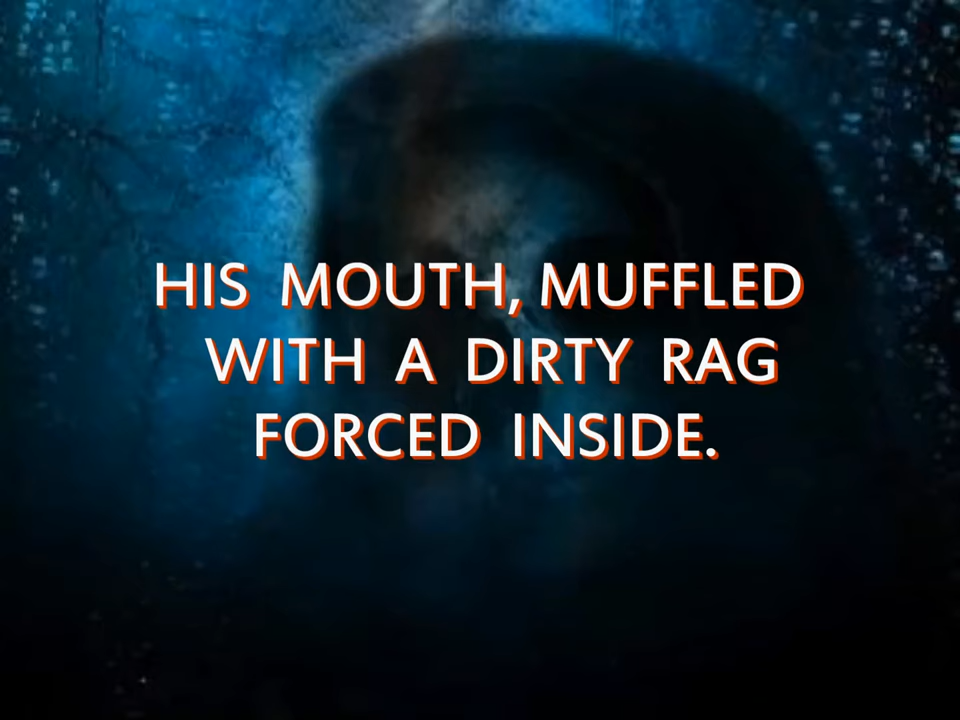 HIS MOUTH, MUFFLED
WITH A DIRTY RAG
FORCED INSIDE.